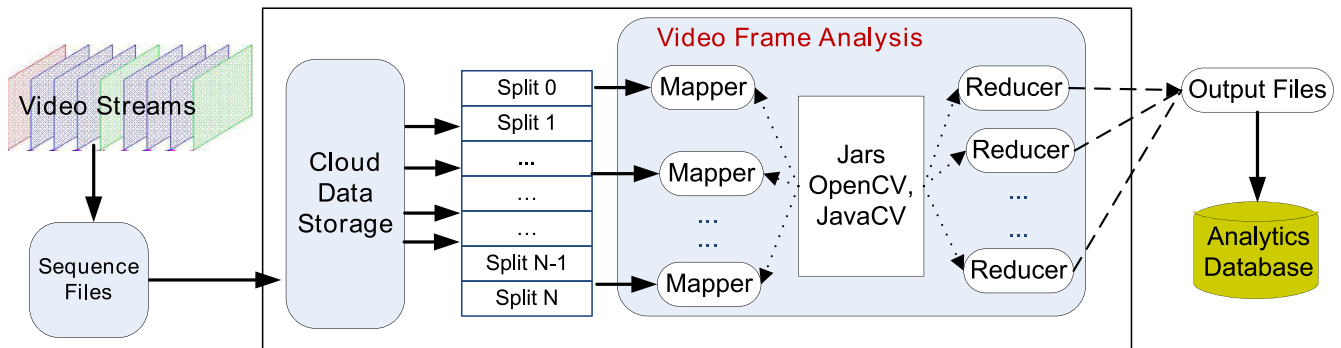 Video Streams
Sequence
Files
Cloud
Data
Storage
Split 0
Split 1
...
...
...
Split N-1
Split N
Video Frame Analysis
Mapper
Mapper
...
...
Mapper
Jars
OpenCV,
JavaCV
Reducer
Reducer
...
...
Reducer
Output Files
Analytics
Database